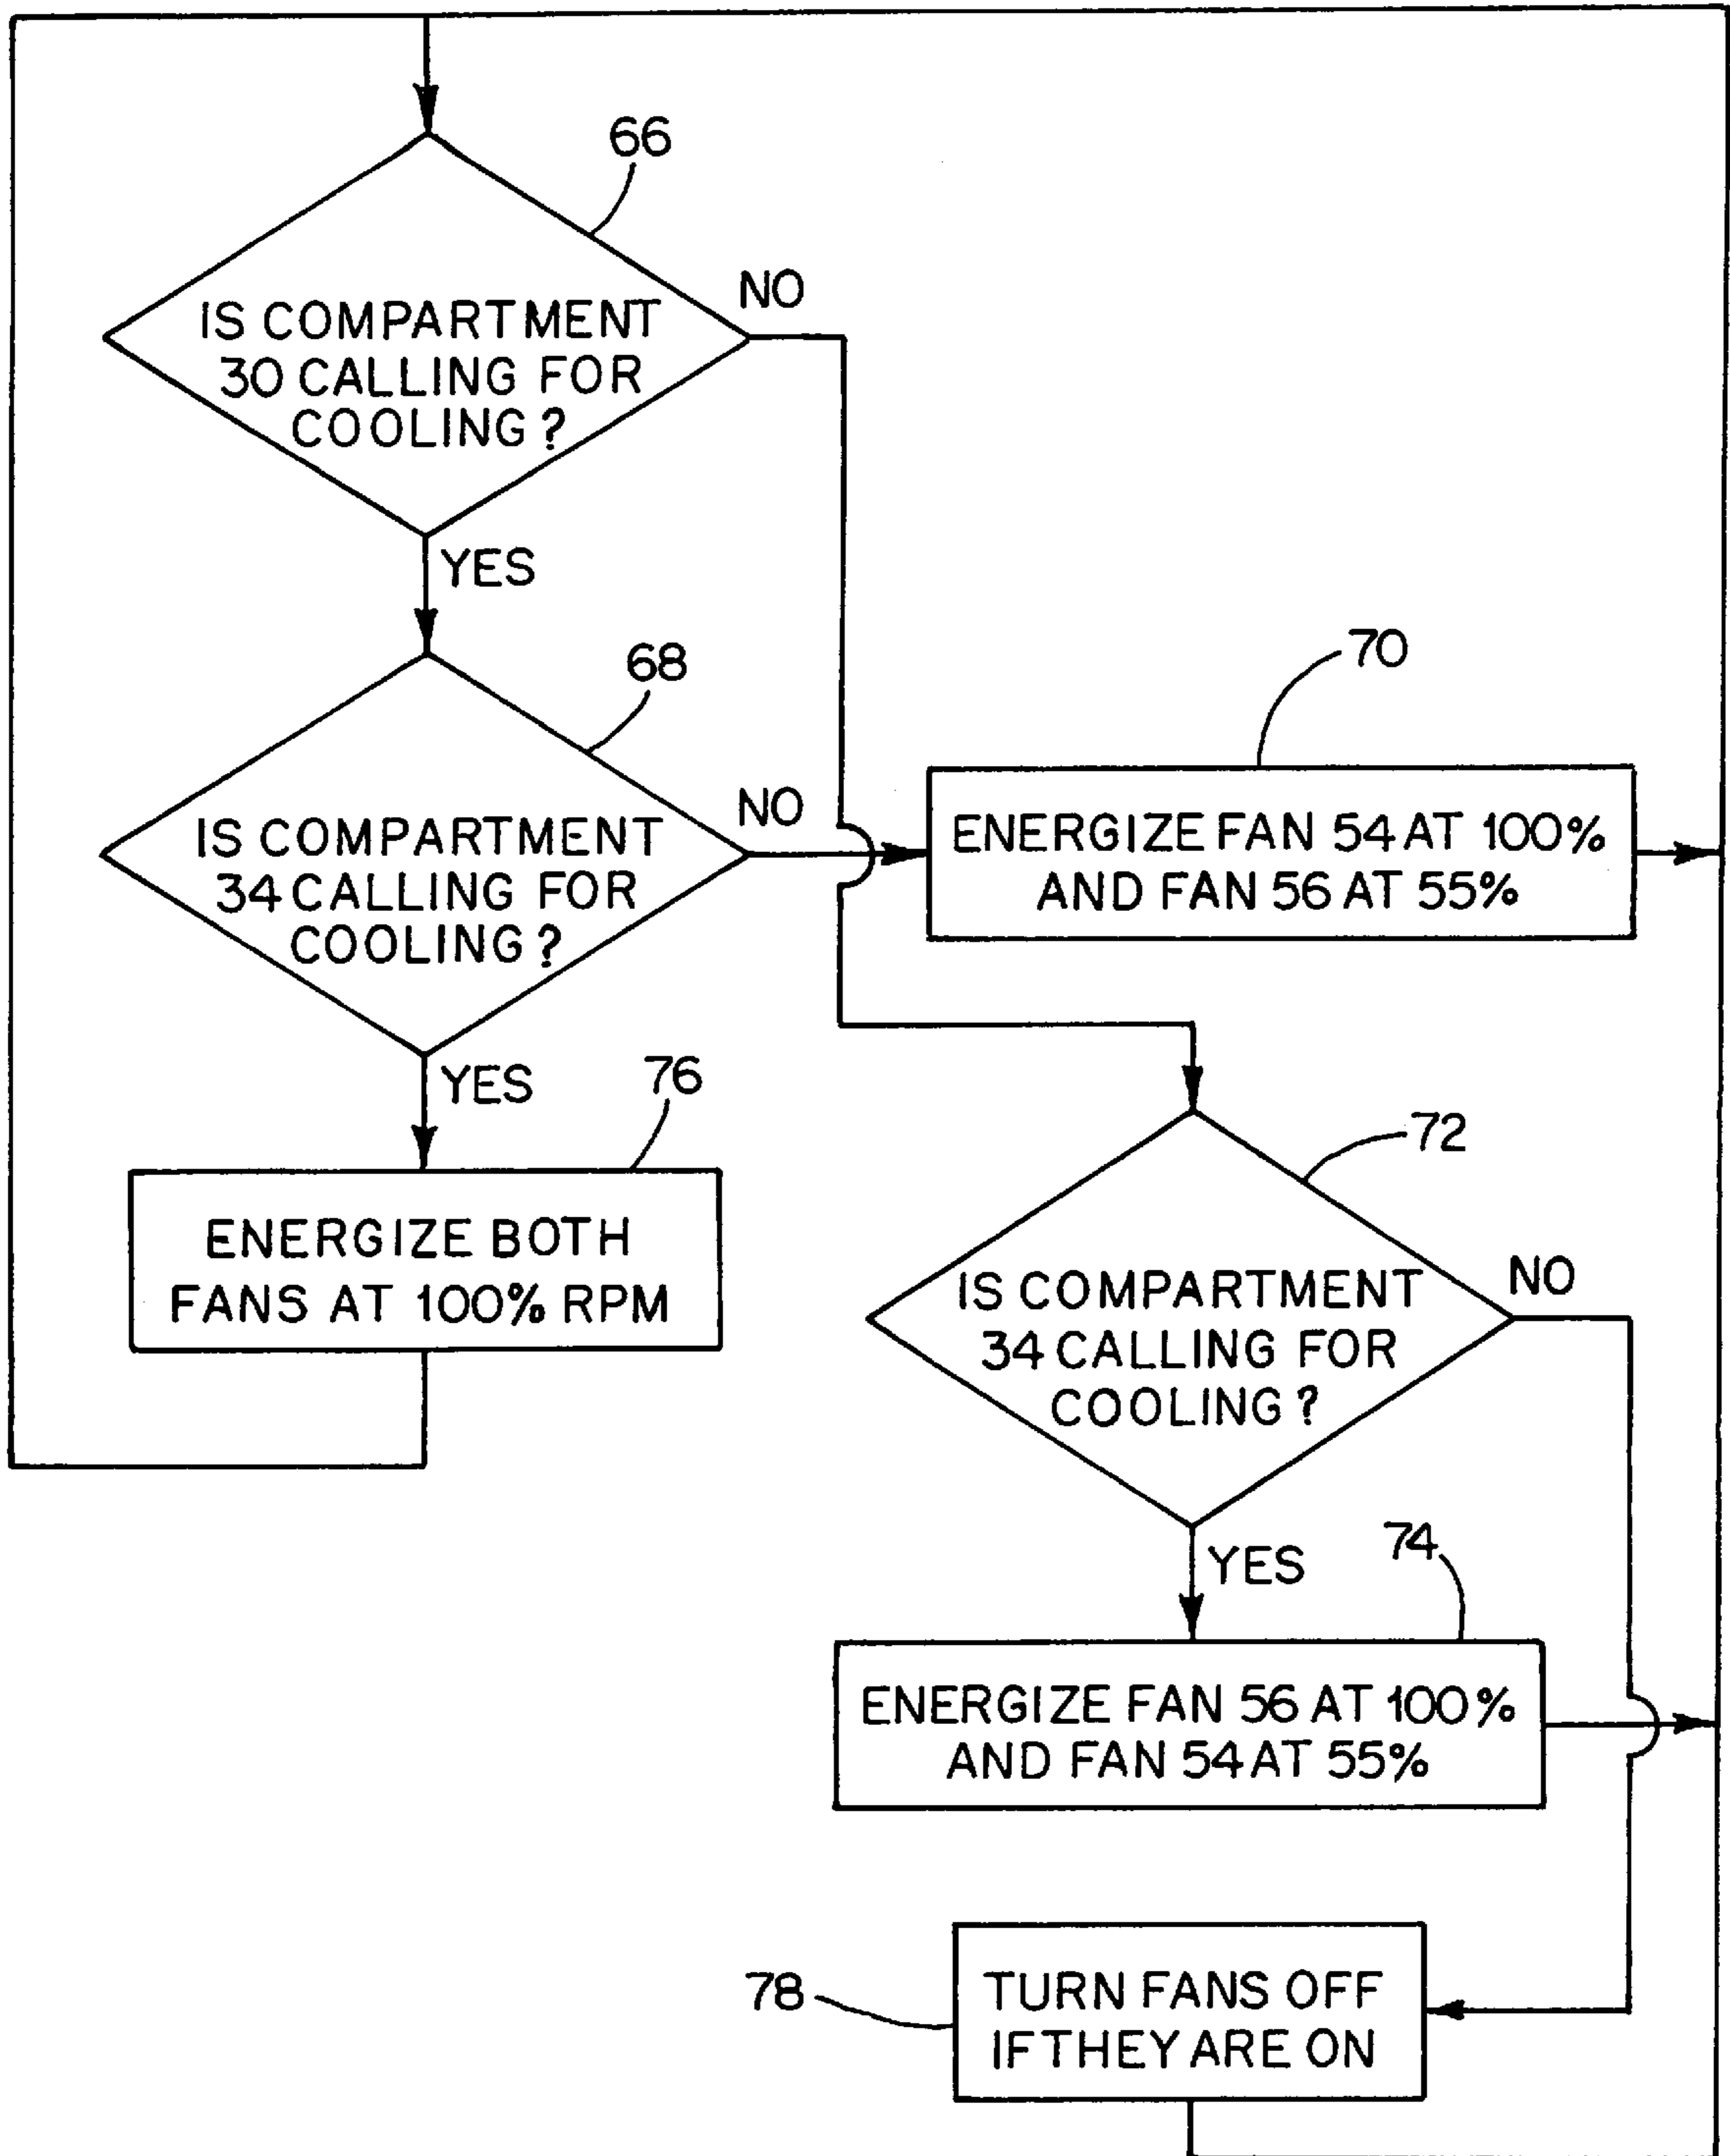 66
IS COMPARTMENT
30 CALLING FOR
COOLING?
NO
YES
68
IS COMPARTMENT
34 CALLING FOR
COOLING?
NO
70
ENERGIZE FAN 54 AT 100%
AND FAN 56 AT 55%
YES
76
ENERGIZE BOTH
FANS AT 100% RPM
72
IS COMPARTMENT
34 CALLING FOR
COOLING?
NO
YES
74
ENERGIZE FAN 56 AT 100%
AND FAN 54 AT 55%
78
TURN FANS OFF
IF THEY ARE ON